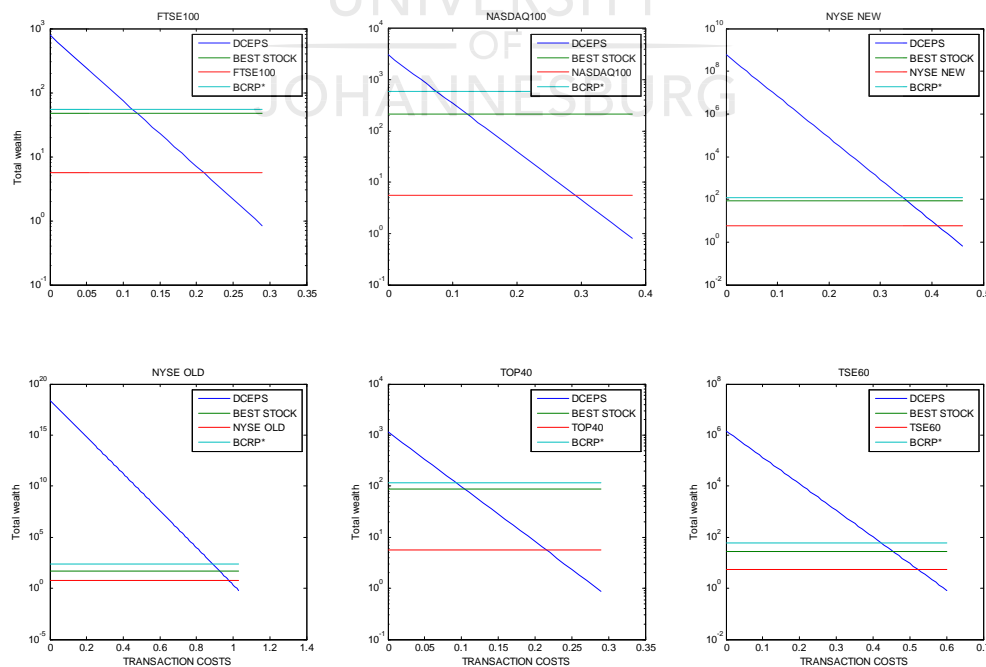 UNIVERSITY
OF
JOHANNESBURG
FTSE100
Total wealth
10^3
10^2
10^1
10^0
10^-1
0 0.05 0.1 0.15 0.2 0.25 0.3 0.35
DCEPS
BEST STOCK
FTSE100
BCRP*
NASDAQ100
10^4
10^3
10^2
10^1
10^0
0 0.1 0.2 0.3 0.4
DCEPS
BEST STOCK
NASDAQ100
BCRP*
NYSE NEW
10^10
10^8
10^6
10^4
10^2
10^0
10^-2
0 0.1 0.2 0.3 0.4
DCEPS
BEST STOCK
NYSE NEW
BCRP*
NYSE OLD
Total wealth
10^20
10^15
10^10
10^5
10^0
10^-5
0 0.2 0.4 0.6 0.8 1 1.2 1.4
TRANSACTION COSTS
DCEPS
BEST STOCK
NYSE OLD
BCRP*
TOP40
Total wealth
10^4
10^3
10^2
10^1
10^0
10^-1
0 0.05 0.1 0.15 0.2 0.25 0.3 0.35
TRANSACTION COSTS
DCEPS
BEST STOCK
TOP40
BCRP*
TSE60
Total wealth
10^8
10^6
10^4
10^2
10^0
10^-2
0 0.1 0.2 0.3 0.4 0.5 0.6
TRANSACTION COSTS
DCEPS
BEST STOCK
TSE60
BCRP*